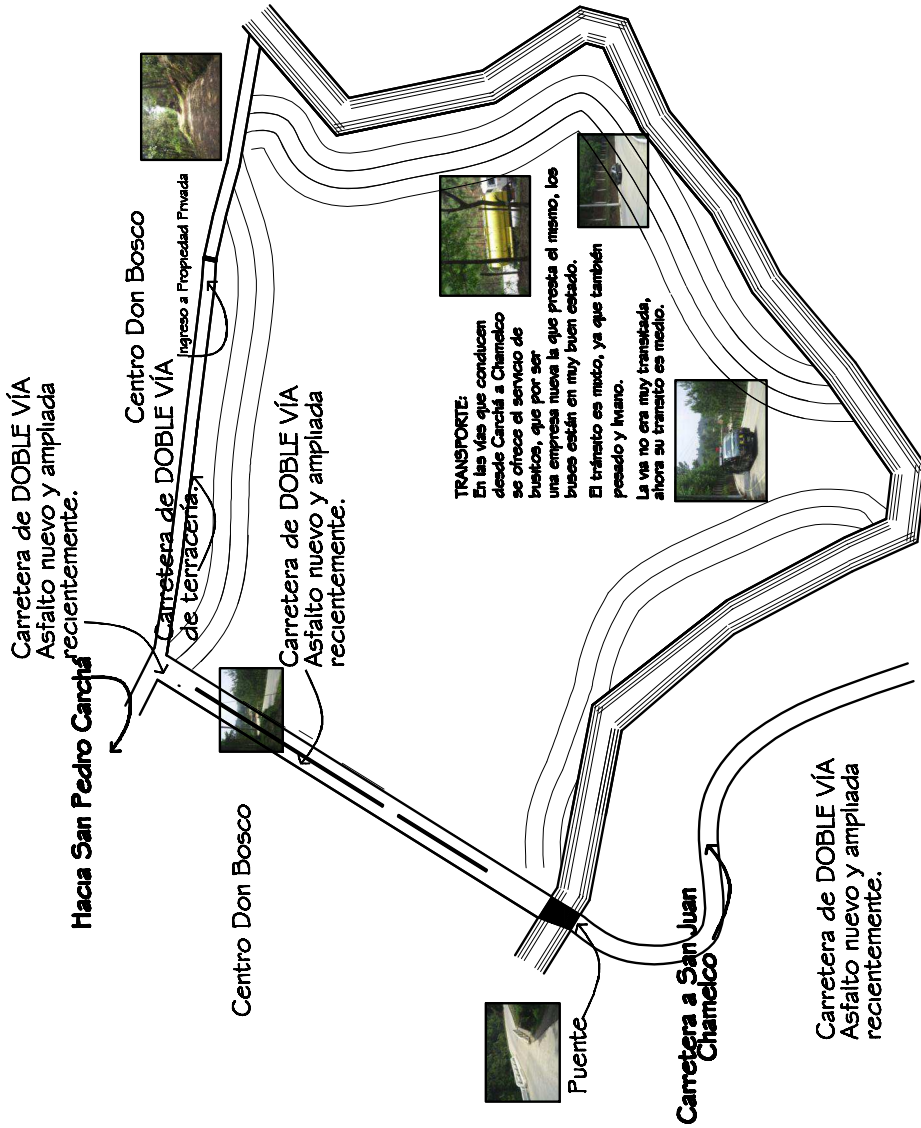 Carretera de DOBLE VÍA
Asfalto nuevo y ampliada
recientemente.
Hacia San Pedro Carchá
Centro Don Bosco
Carretera de DOBLE VÍA
de terracería.
Ingreso a Propiedad Privada
Centro Don Bosco
Carretera de DOBLE VÍA
Asfalto nuevo y ampliada
recientemente.
TRANSPORTE:
En las vías que conducen
desde Carchá a Chamelco
se ofrece el servicio de
busitos, que por ser
una empresa nueva la que presta el mismo, los
buses están en muy buen estado.
El tránsito es mixto, ya que también
pesado y liviano.
La via no era muy transitada,
ahora su transito es medio.
Puente
Carretera a San Juan
Chamelco
Carretera de DOBLE VÍA
Asfalto nuevo y ampliada
recientemente.